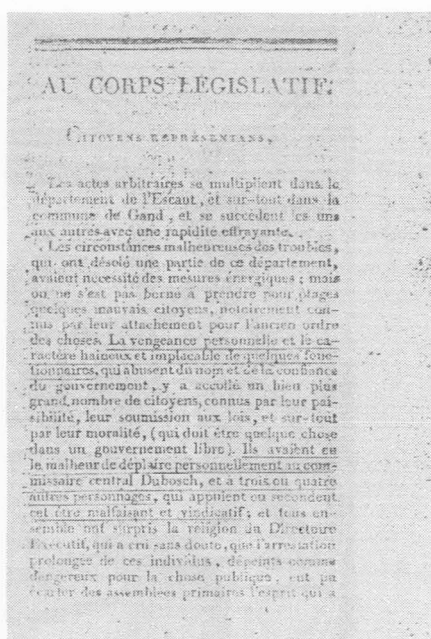 AU CORPS LEGISLATIF.
CITOYENS REPRÉSENTANS,
Les actes arbitraires se multiplient dans le
département de l'Escaut, et sur-tout dans la
commune de Gand, et se succedent les uns
aux autres avec une rapidité effrayante.
Les circonstances malheureuses des troubles,
qui ont désolé une partie de ce département,
avaient nécessité des mesures énergiques ; mais
on ne s'est pas borné à prendre pour ôtages
quelques mauvais citoyens, notoirement con-
nus par leur attachement pour l'ancien ordre
des choses. La vengeance personnelle et le ca-
ractère haineux et implacable de quelques fonc-
tionnaires, qui abusent du nom et de la confiance
du gouvernement, y a accollé un bien plus
grand nombre de citoyens, connus par leur pai-
sibilité, leur soumission aux lois, et sur-tout
par leur moralité, (qui doit être quelque chose
dans un gouvernement libre). Ils avaient eu
le malheur de déplaire personnellement au com-
missaire central Dubosch, et à trois ou quatre
autres personnages, qui appuient ou secondent
cet être malfaisant et vindicatif; et tous en-
semble ont surpris la religion du Directoire
Exécutif, qui a cru sans doute, que l'arrestation
prolongée de ces individus, dépeints comme
dangereux pour la chose publique, eut pu
écarter des assemblées primaires l'esprit qui a